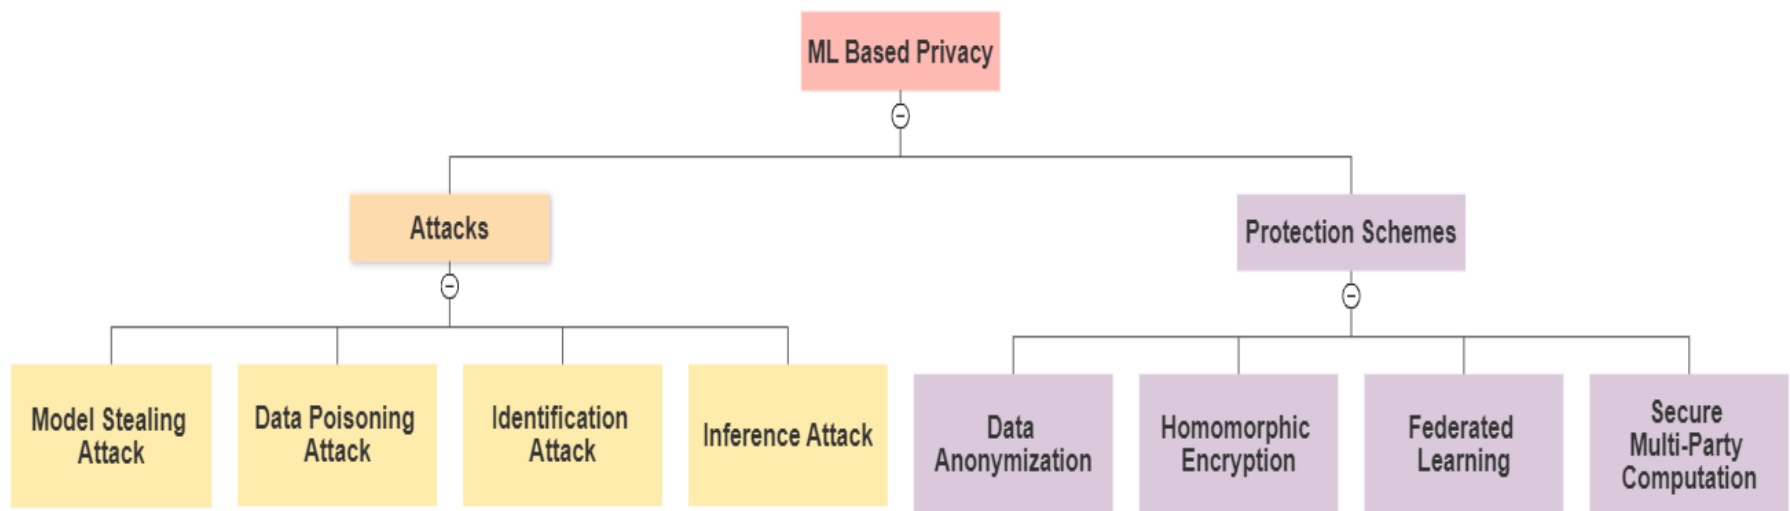 ML Based Privacy
Attacks
Protection Schemes
Model Stealing
Attack
Data Poisoning
Attack
Identification
Attack
Inference Attack
Data
Anonymization
Homomorphic
Encryption
Federated
Learning
Secure
Multi-Party
Computation